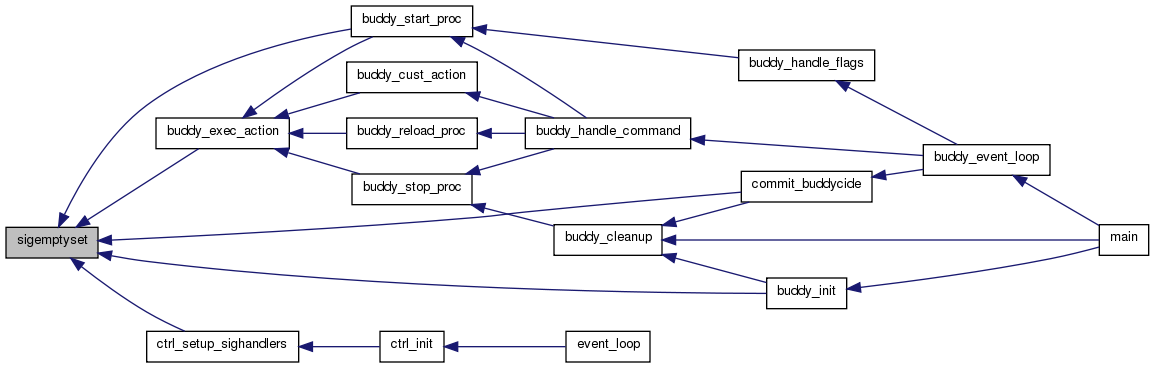 buddy_start_proc
buddy_handle_flags
buddy_cust_action
buddy_exec_action
buddy_reload_proc
buddy_handle_command
buddy_event_loop
buddy_stop_proc
commit_buddycide
sigemptyset
buddy_cleanup
main
buddy_init
ctrl_setup_sighandlers
ctrl_init
event_loop